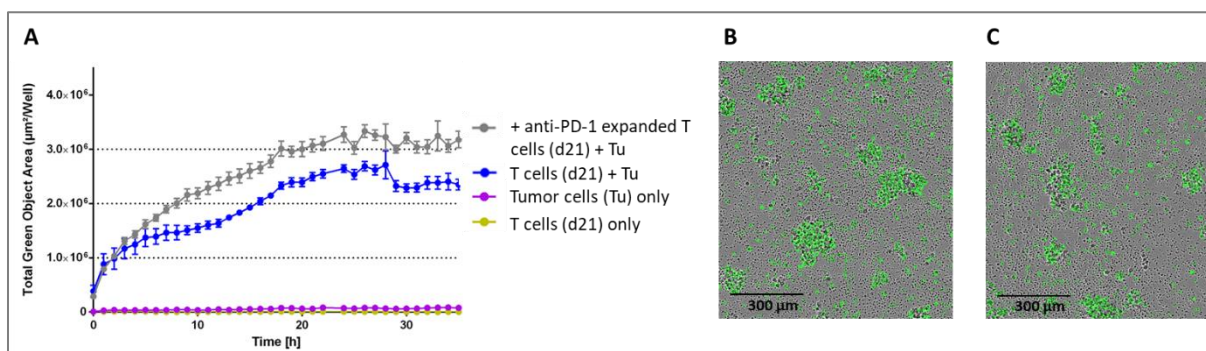 A
B
C
Total Green Object Area (µm²/Well)
4.0×10⁶
3.0×10⁶
2.0×10⁶
1.0×10⁶
0
0
10
20
30
Time [h]
+ anti-PD-1 expanded T
cells (d21) + Tu
T cells (d21) + Tu
Tumor cells (Tu) only
T cells (d21) only
300 µm
300 µm